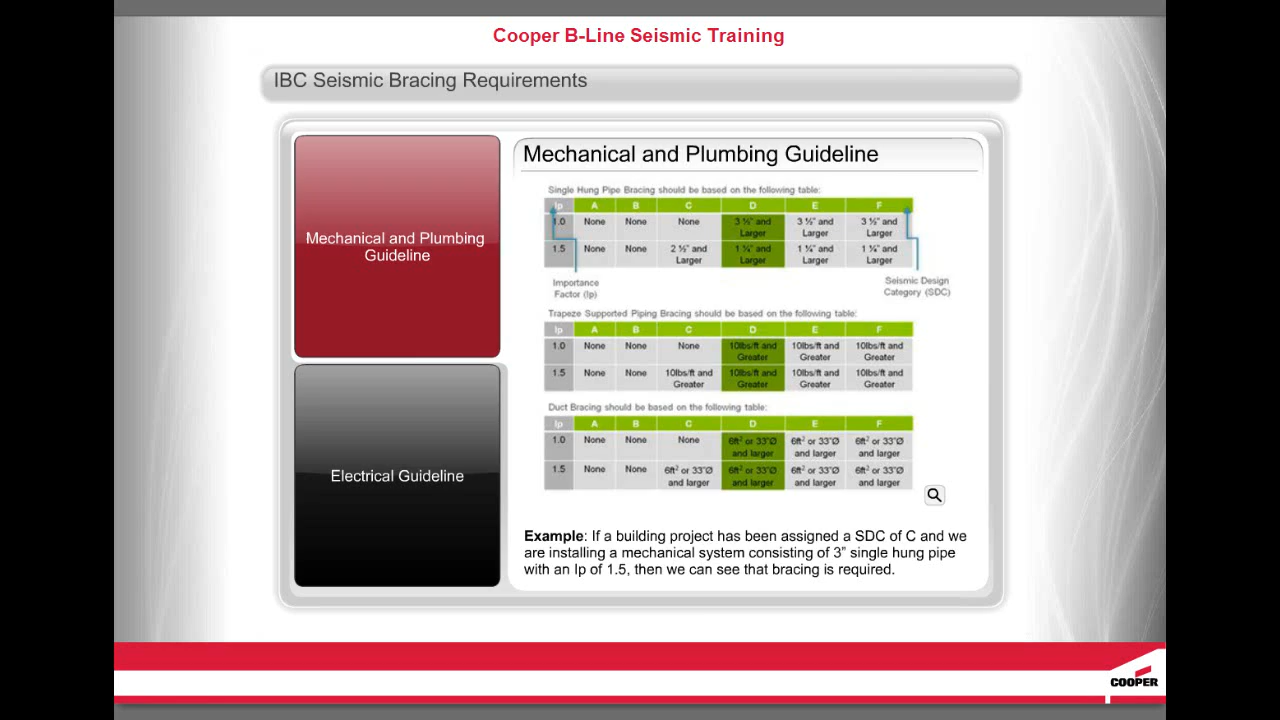 Cooper B-Line Seismic Training
IBC Seismic Bracing Requirements
Mechanical and Plumbing
Guideline
Electrical Guideline
Mechanical and Plumbing Guideline
Single Hung Pipe Bracing should be based on the following table:
Ip A B C D E F
1.0 None None None 3 ½" and Larger 3 ½" and Larger 3 ½" and Larger
1.5 None None 2 ½" and Larger 1 ¼" and Larger 1 ¼" and Larger 1 ¼" and Larger
Importance
Factor (Ip)
Seismic Design
Category (SDC)
Trapeze Supported Piping Bracing should be based on the following table:
Ip A B C D E F
1.0 None None None 10lbs/ft and Greater 10lbs/ft and Greater 10lbs/ft and Greater
1.5 None None 10lbs/ft and Greater 10lbs/ft and Greater 10lbs/ft and Greater 10lbs/ft and Greater
Duct Bracing should be based on the following table:
Ip A B C D E F
1.0 None None None 6ft² or 33"Ø and larger 6ft² or 33"Ø and larger 6ft² or 33"Ø and larger
1.5 None None 6ft² or 33"Ø and larger 6ft² or 33"Ø and larger 6ft² or 33"Ø and larger 6ft² or 33"Ø and larger
Example: If a building project has been assigned a SDC of C and we
are installing a mechanical system consisting of 3” single hung pipe
with an Ip of 1.5, then we can see that bracing is required.
COOPER